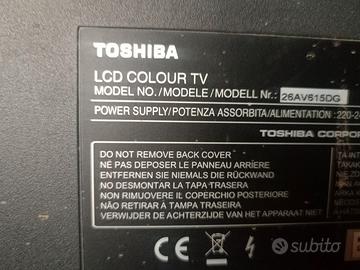 TOSHIBA
LCD COLOUR TV
MODEL NO./MODELE/MODELL Nr.: 26AV615DG
POWER SUPPLY/POTENZA ASSORBITA/ALIMENTATION : 220-2
TOSHIBA CORPOR
DO NOT REMOVE BACK COVER
NE PAS DEPOSER LE PANNEAU ARRIÈRE
ENTFERNEN SIE NIEMALS DIE RÜCKWAND
NO DESMONTAR LA TAPA TRASERA
NON RIMUOVERE IL COPERCHIO POSTERIORE
NÃO RETIRAR A TAMPA TRASEIRA
VERWIJDER DE ACHTERZIJDE VAN HET APPARAAT NIET
CE
subito